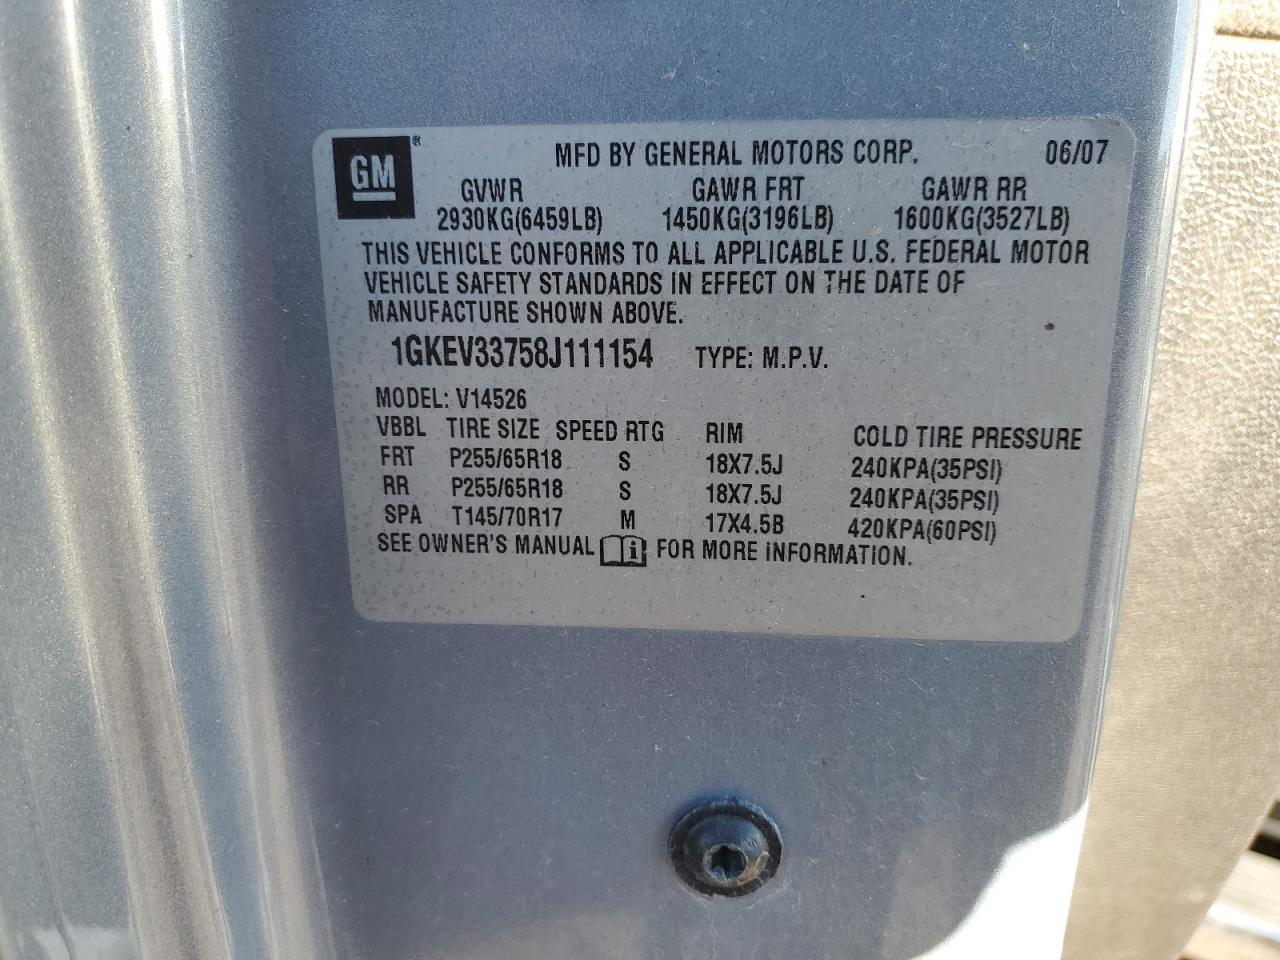 GM ® MFD BY GENERAL MOTORS CORP. 06/07
GVWR GAWR FRT GAWR RR
2930KG(6459LB) 1450KG(3196LB) 1600KG(3527LB)
THIS VEHICLE CONFORMS TO ALL APPLICABLE U.S. FEDERAL MOTOR
VEHICLE SAFETY STANDARDS IN EFFECT ON THE DATE OF
MANUFACTURE SHOWN ABOVE.
1GKEV33758J111154 TYPE: M.P.V.
MODEL: V14526
VBBL TIRE SIZE SPEED RTG RIM COLD TIRE PRESSURE
FRT P255/65R18 S 18X7.5J 240KPA(35PSI)
RR P255/65R18 S 18X7.5J 240KPA(35PSI)
SPA T145/70R17 M 17X4.5B 420KPA(60PSI)
SEE OWNER'S MANUAL i FOR MORE INFORMATION.